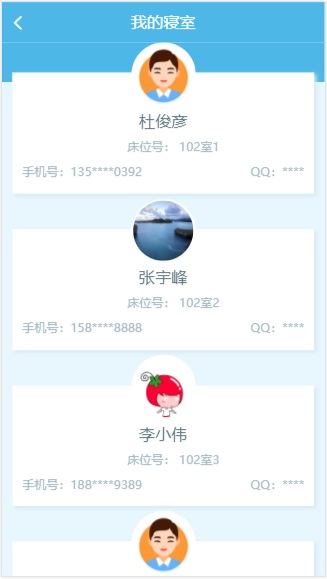 我的寝室
杜俊彦
床位号： 102室1
手机号：135****0392 QQ：****
张宇峰
床位号： 102室2
手机号：158****8888 QQ：****
李小伟
床位号： 102室3
手机号：188****9389 QQ：****